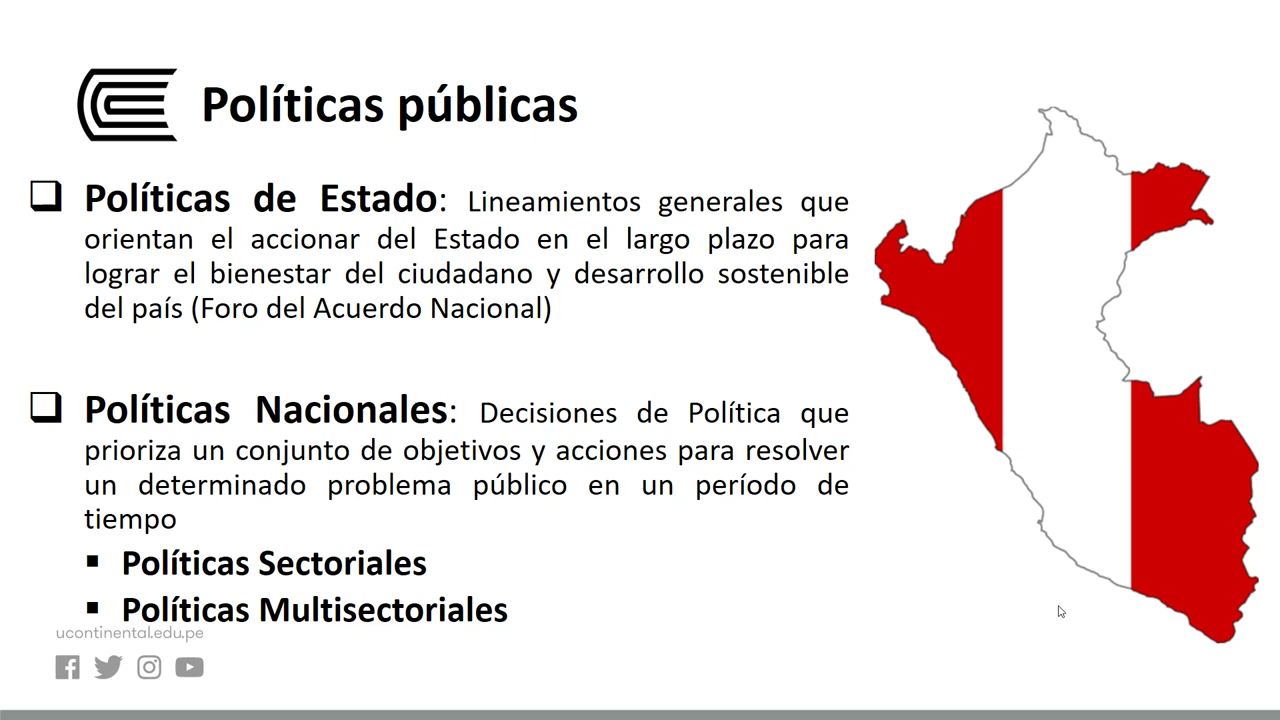 Políticas públicas
Políticas de Estado: Lineamientos generales que
orientan el accionar del Estado en el largo plazo para
lograr el bienestar del ciudadano y desarrollo sostenible
del país (Foro del Acuerdo Nacional)
Políticas Nacionales: Decisiones de Política que
prioriza un conjunto de objetivos y acciones para resolver
un determinado problema público en un período de
tiempo
Políticas Sectoriales
Políticas Multisectoriales
ucontinental.edu.pe